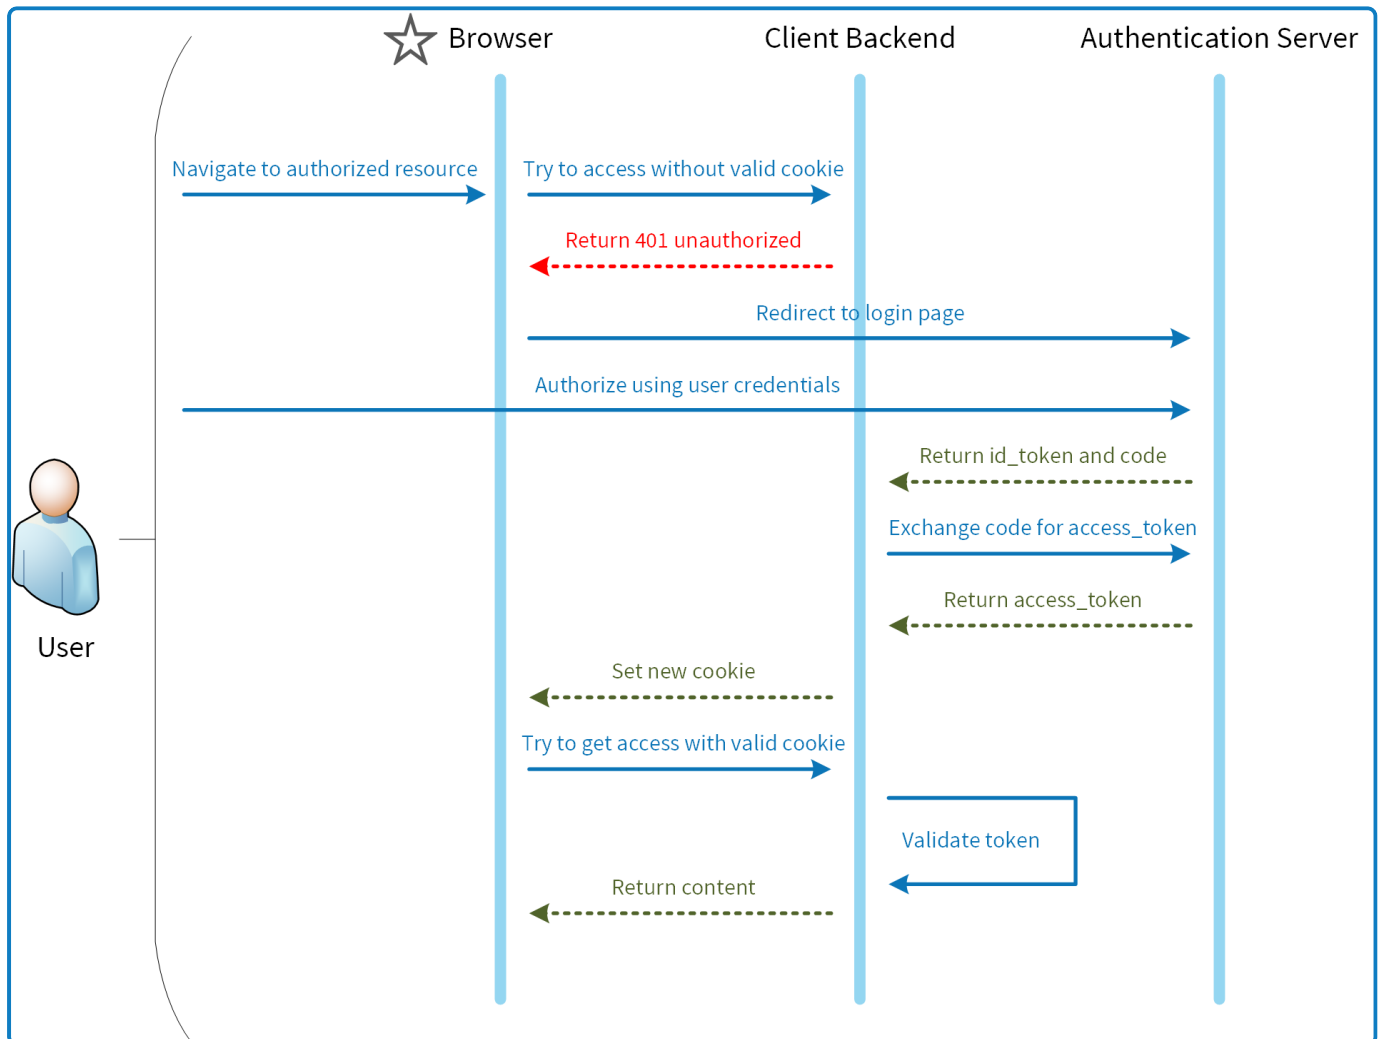 Browser
Client Backend
Authentication Server
Navigate to authorized resource
Try to access without valid cookie
Return 401 unauthorized
Redirect to login page
Authorize using user credentials
Return id_token and code
Exchange code for access_token
Return access_token
User
Set new cookie
Try to get access with valid cookie
Validate token
Return content